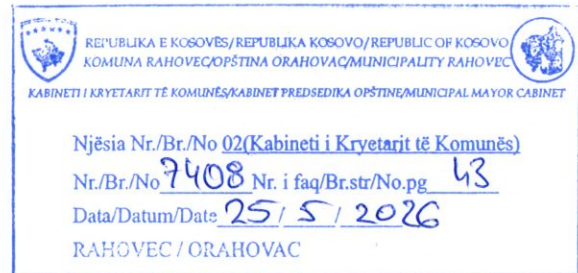 REPUBLIKA E KOSOVËS/REPUBLIKA KOSOVO/REPUBLIC OF KOSOVO
KOMUNA RAHOVEC/OPŠTINA ORAHOVAC/MUNICIPALITY RAHOVEC
KABINETI I KRYETARIT TË KOMUNËS/KABINET PREDSEDIKA OPŠTINE/MUNICIPAL MAYOR CABINET
Njësia Nr./Br./No 02(Kabineti i Kryetarit të Komunës)
Nr./Br./No 7408 Nr. i faq/Br.str/No.pg 43
Data/Datum/Date 25 / 5 / 2026
RAHOVEC / ORAHOVAC